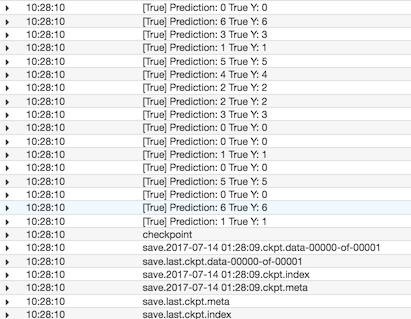 10:28:10 [True] Prediction: 0 True Y: 0
10:28:10 [True] Prediction: 6 True Y: 6
10:28:10 [True] Prediction: 3 True Y: 3
10:28:10 [True] Prediction: 1 True Y: 1
10:28:10 [True] Prediction: 5 True Y: 5
10:28:10 [True] Prediction: 4 True Y: 4
10:28:10 [True] Prediction: 2 True Y: 2
10:28:10 [True] Prediction: 2 True Y: 2
10:28:10 [True] Prediction: 3 True Y: 3
10:28:10 [True] Prediction: 0 True Y: 0
10:28:10 [True] Prediction: 0 True Y: 0
10:28:10 [True] Prediction: 1 True Y: 1
10:28:10 [True] Prediction: 0 True Y: 0
10:28:10 [True] Prediction: 5 True Y: 5
10:28:10 [True] Prediction: 0 True Y: 0
10:28:10 [True] Prediction: 6 True Y: 6
10:28:10 [True] Prediction: 1 True Y: 1
10:28:10 checkpoint
10:28:10 save.2017-07-14 01:28:09.ckpt.data-00000-of-00001
10:28:10 save.last.ckpt.data-00000-of-00001
10:28:10 save.2017-07-14 01:28:09.ckpt.index
10:28:10 save.2017-07-14 01:28:09.ckpt.meta
10:28:10 save.last.ckpt.meta
10:28:10 save.last.ckpt.index